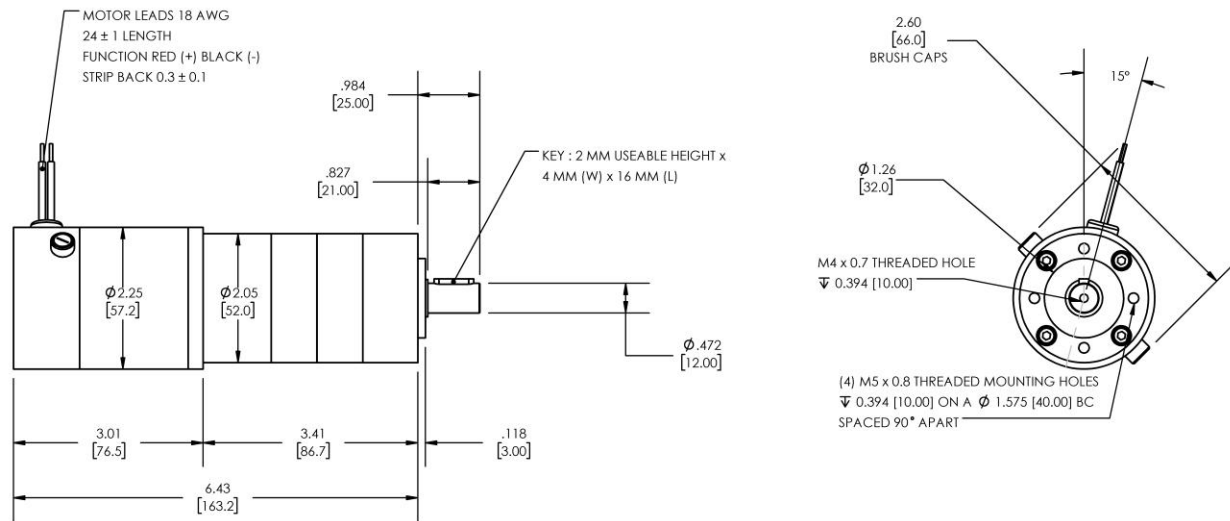 MOTOR LEADS 18 AWG
24 ± 1 LENGTH
FUNCTION RED (+) BLACK (-)
STRIP BACK 0.3 ± 0.1
.984
[25.00]
.827
[21.00]
KEY : 2 MM USEABLE HEIGHT x
4 MM (W) x 16 MM (L)
Ø2.25
[57.2]
Ø2.05
[52.0]
Ø.472
[12.00]
3.01
[76.5]
3.41
[86.7]
.118
[3.00]
6.43
[163.2]
2.60
[66.0]
BRUSH CAPS
15°
Ø1.26
[32.0]
M4 x 0.7 THREADED HOLE
↧ 0.394 [10.00]
(4) M5 x 0.8 THREADED MOUNTING HOLES
↧ 0.394 [10.00] ON A Ø 1.575 [40.00] BC
SPACED 90° APART